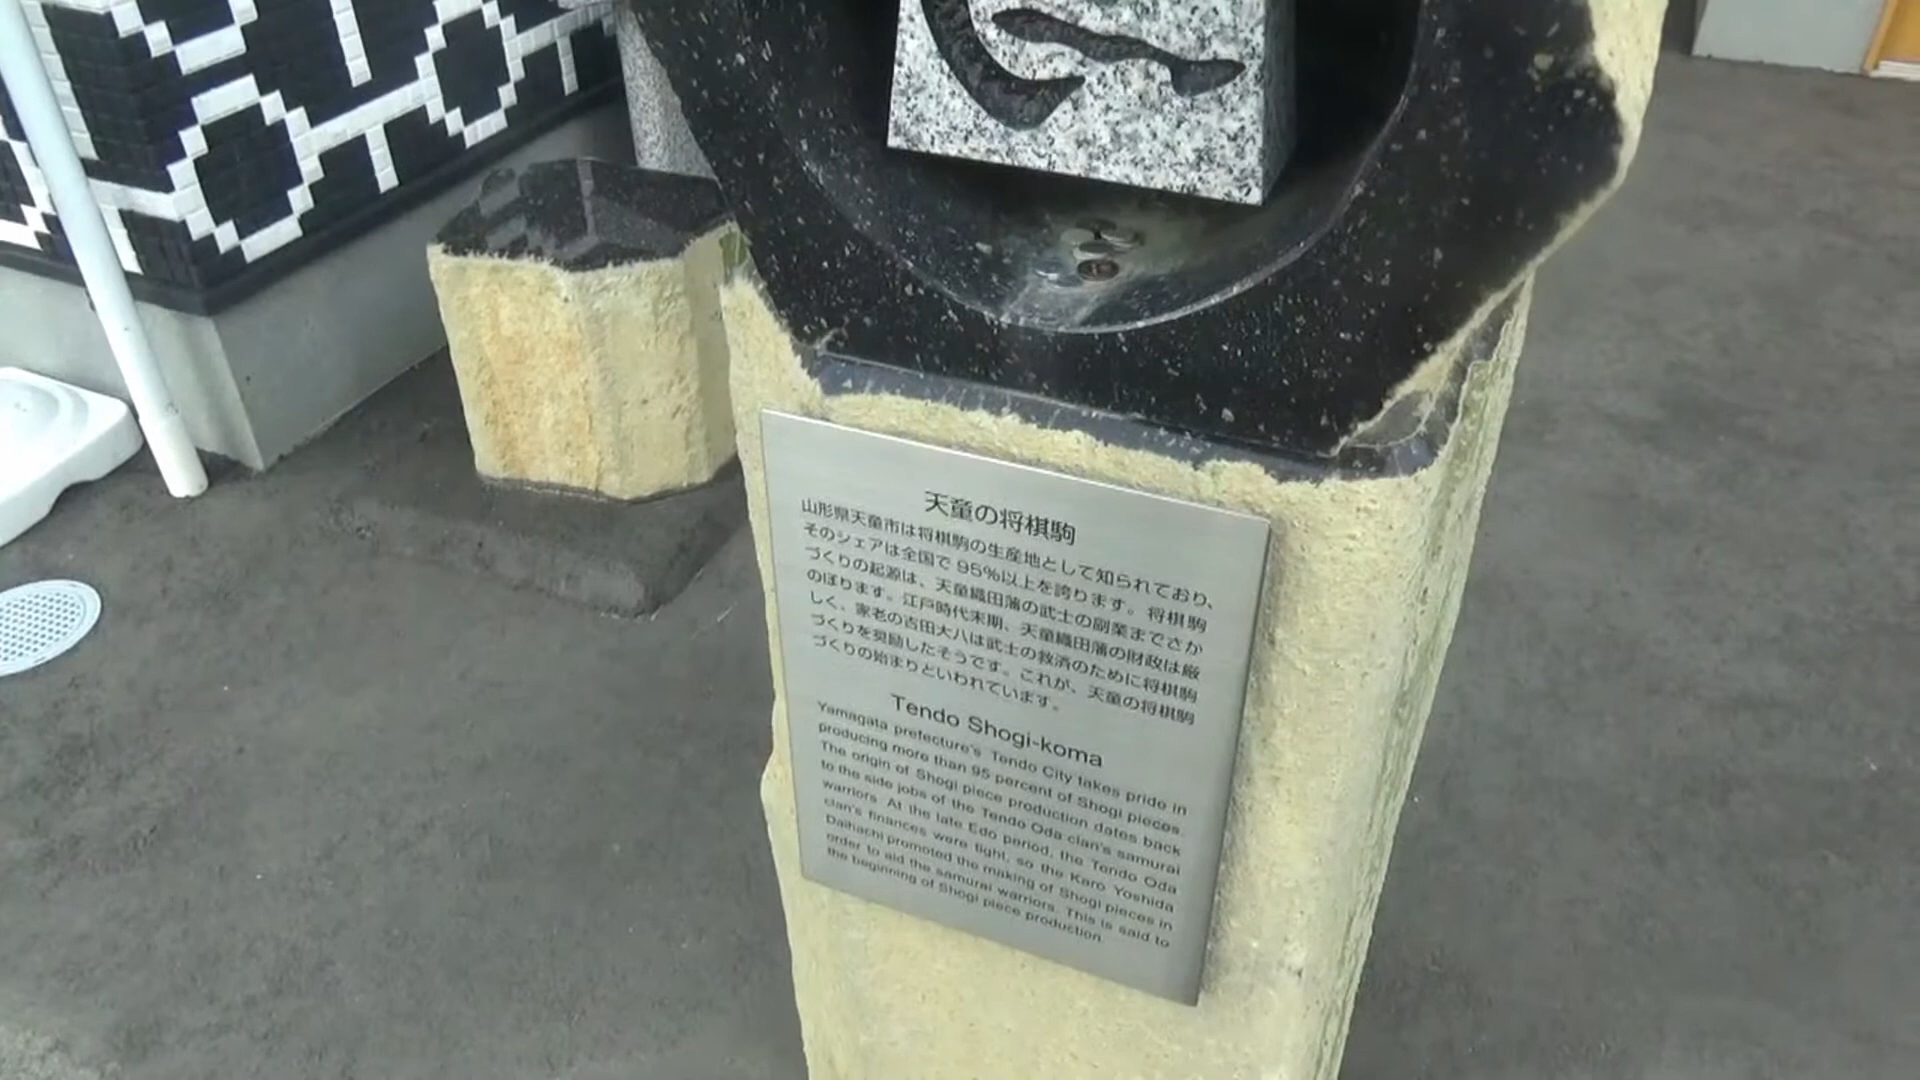 天童の将棋駒
山形県天童市は将棋駒の生産地として知られており、
そのシェアは全国で95%以上を誇ります。将棋駒
づくりの起源は、天童織田藩の武士の副業までさか
のぼります。江戸時代末期、天童織田藩の財政は厳
しく、家老の吉田大八は武士の救済のために将棋駒
づくりを奨励したそうです。これが、天童の将棋駒
づくりの始まりといわれています。
Tendo Shogi-koma
Yamagata prefecture's Tendo City takes pride in
producing more than 95 percent of Shogi pieces.
The origin of Shogi piece production dates back
to the side jobs of the Tendo Oda clan's samurai
warriors. At the late Edo period, the Tendo Oda
clan's finances were tight, so the Karo Yoshida
Daihachi promoted the making of Shogi pieces in
order to aid the samurai warriors. This is said to
the beginning of Shogi piece production.